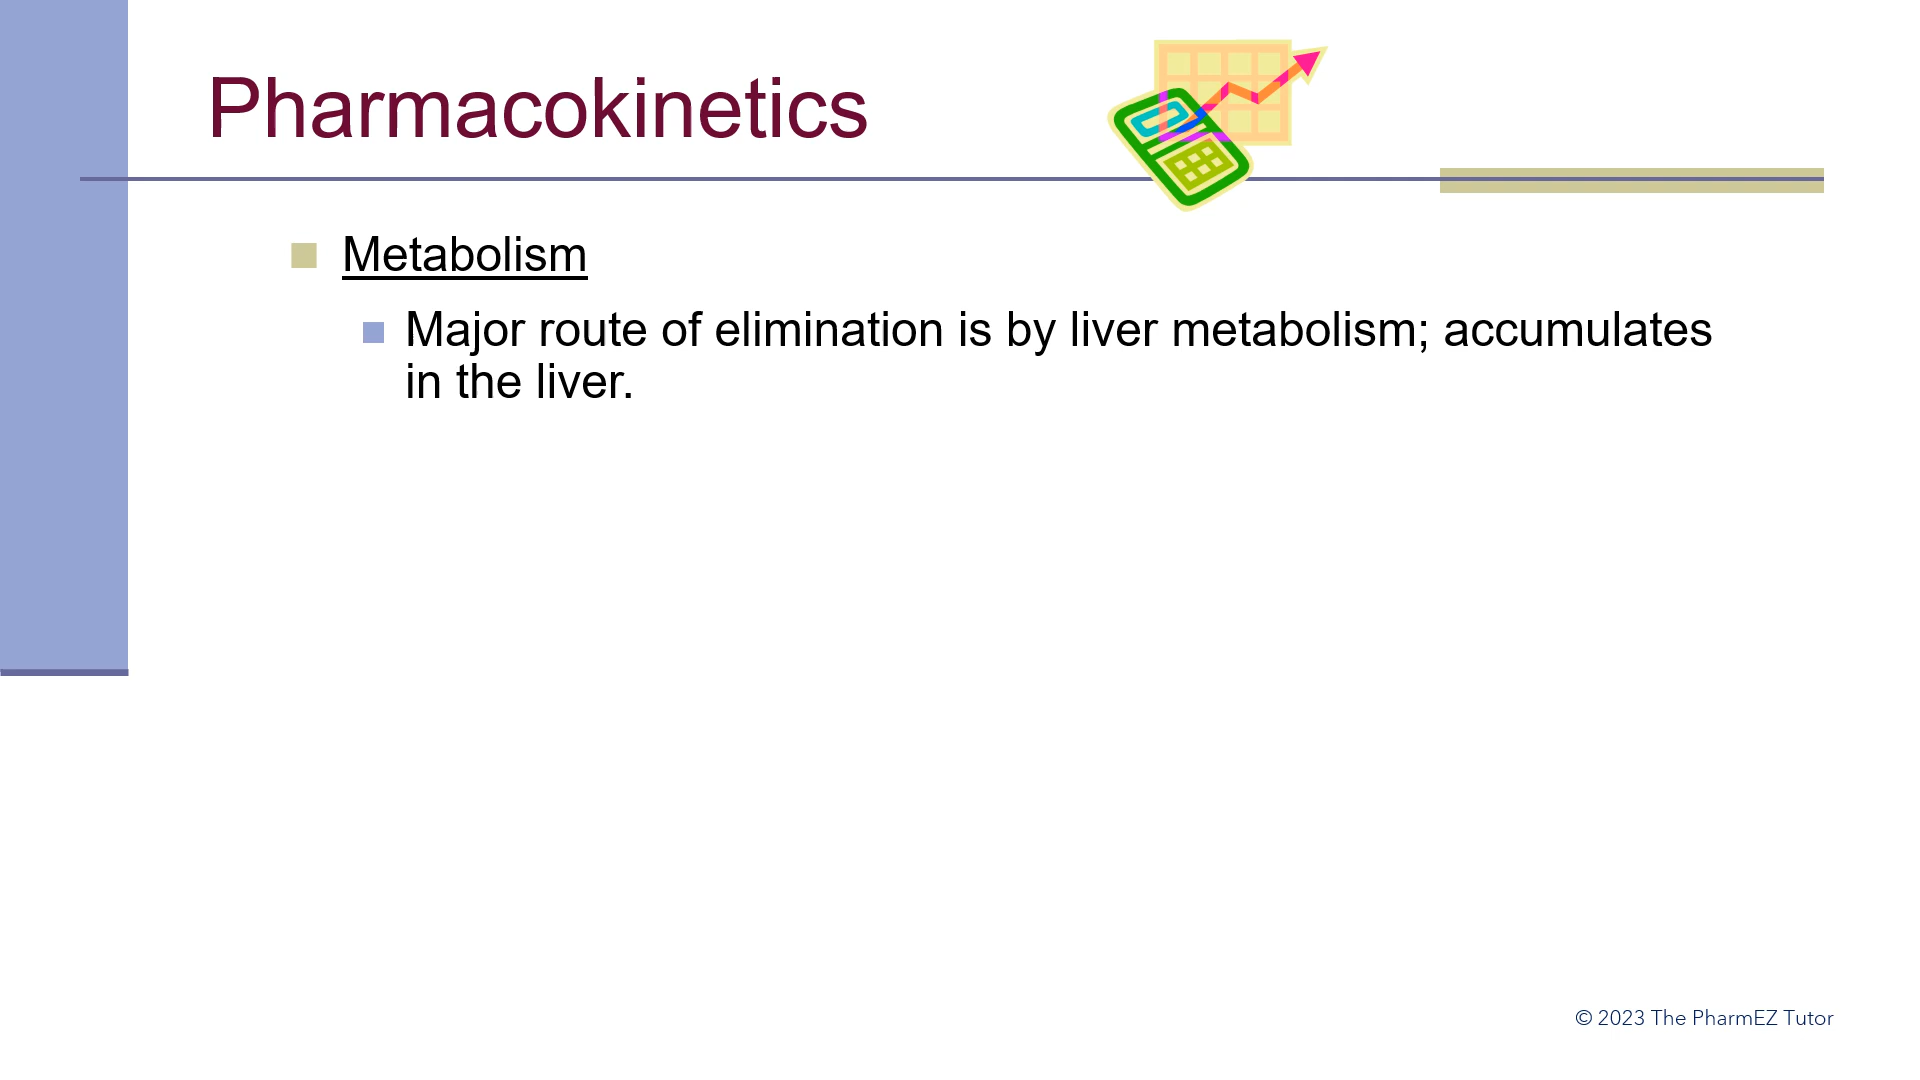 Pharmacokinetics
Metabolism
Major route of elimination is by liver metabolism; accumulates
in the liver.
© 2023 The PharmEZ Tutor